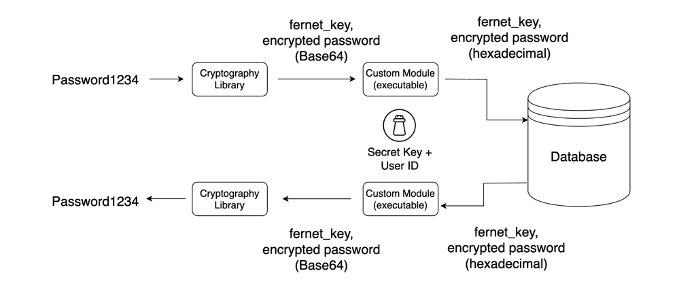 fernet_key,
encrypted password
(Base64)
fernet_key,
encrypted password
(hexadecimal)
Password1234
Cryptography
Library
Custom Module
(executable)
Secret Key +
User ID
Database
Password1234
Cryptography
Library
Custom Module
(executable)
fernet_key,
encrypted password
(Base64)
fernet_key,
encrypted password
(hexadecimal)